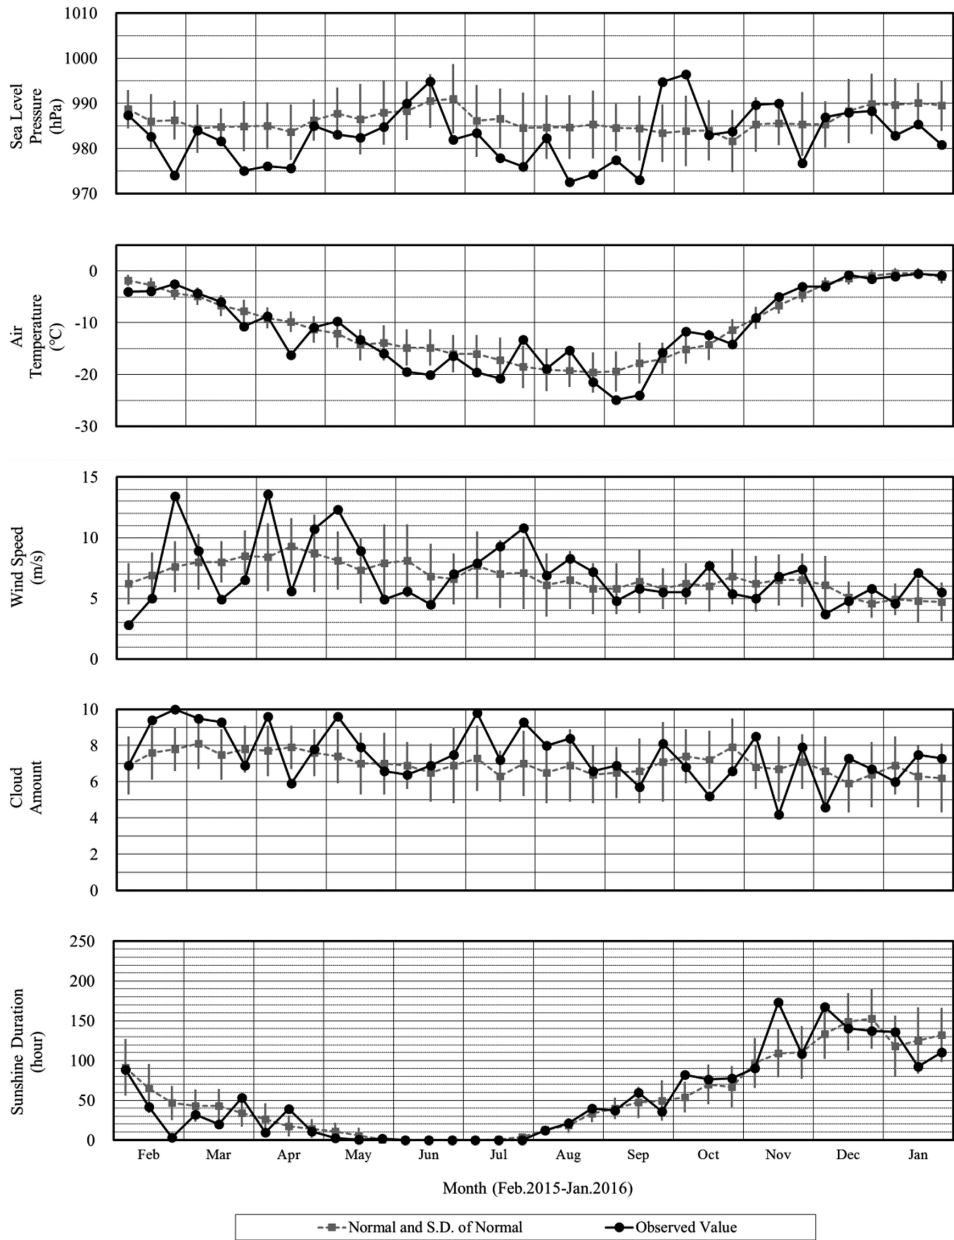 1010
1000
990
980
970
Sea Level
Pressure
(hPa)
0
-10
-20
-30
Air
Temperature
(°C)
15
10
5
0
Wind Speed
(m/s)
10
8
6
4
2
0
Cloud
Amount
250
200
150
100
50
0
Sunshine Duration
(hour)
Feb Mar Apr May Jun Jul Aug Sep Oct Nov Dec Jan
Month (Feb.2015-Jan.2016)
Normal and S.D. of Normal Observed Value